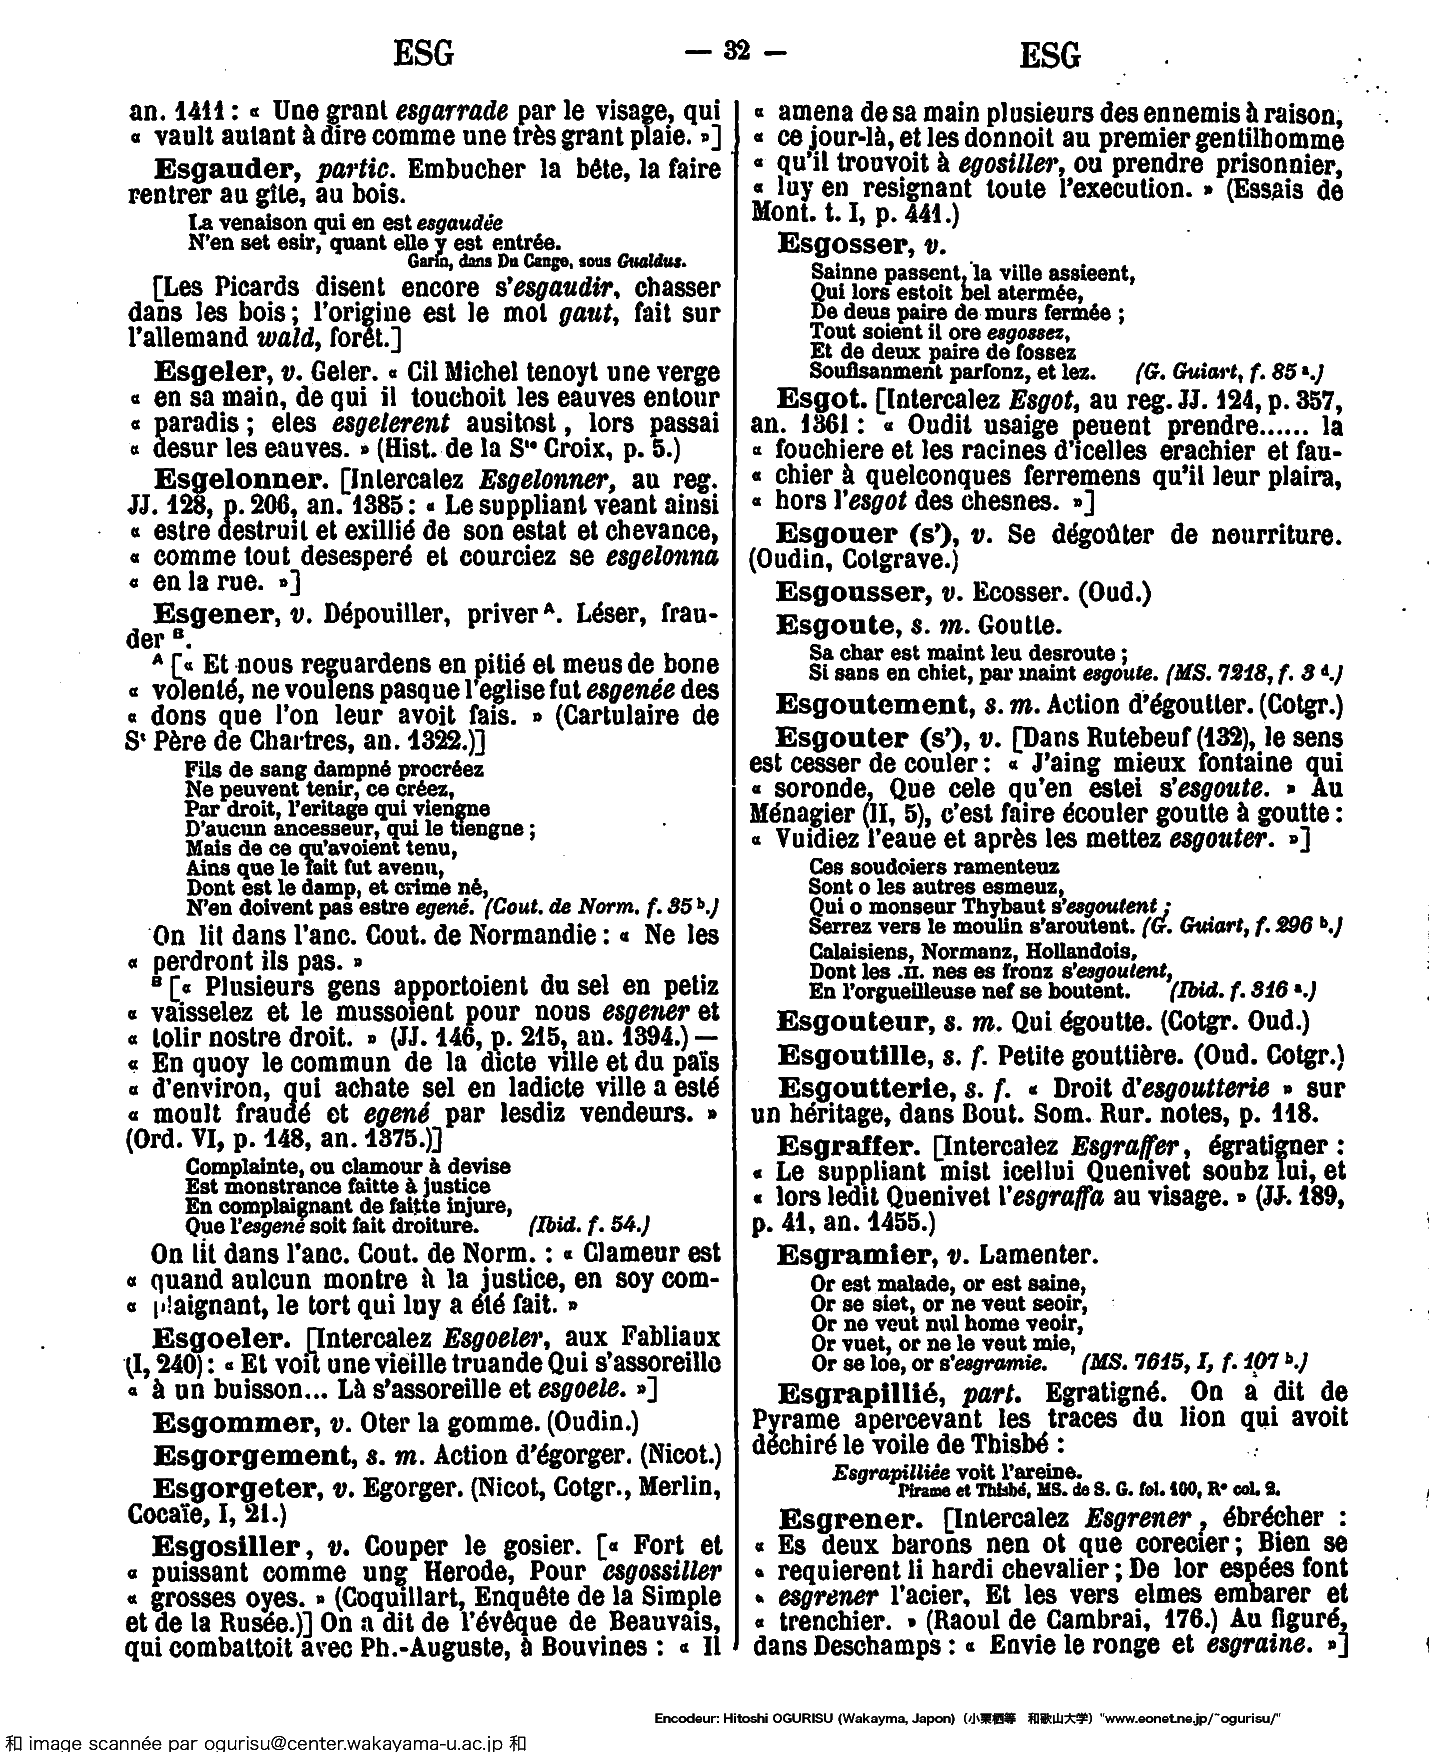 ESG — 32 — ESG
an. 1411 : « Une grant esgarrade par le visage, qui
« vault autant à dire comme une très grant plaie. »]
Esgauder, partic. Embucher la bête, la faire
rentrer au gîte, au bois.
La venaison qui en est esgaudée
N'en set esir, quant elle y est entrée.
Garin, dans Du Cange, sous Gualdus.
[Les Picards disent encore s'esgaudir, chasser
dans les bois ; l'origine est le mot gaut, fait sur
l'allemand wald, forêt.]
Esgeler, v. Geler. « Cil Michel tenoyt une verge
« en sa main, de qui il touchoit les eauves entour
« paradis ; eles esgelerent ausitost, lors passai
« desur les eauves. » (Hist. de la Ste Croix, p. 5.)
Esgelonner. [Intercalez Esgelonner, au reg.
JJ. 128, p. 206, an. 1385 : « Le suppliant veant ainsi
« estre destruit et exillié de son estat et chevance,
« comme tout desesperé et courciez se esgelonna
« en la rue. »]
Esgener, v. Dépouiller, priver A. Léser, frau-
der B.
A [« Et nous reguardens en pitié et meus de bone
« volenté, ne voulens pas que l'eglise fut esgenée des
« dons que l'on leur avoit fais. » (Cartulaire de
St Père de Chartres, an. 1322.)]
Fils de sang dampné procréez
Ne peuvent tenir, ce créez,
Par droit, l'eritage qui viengne
D'aucun ancesseur, qui le tiengne ;
Mais de ce qu'avoient tenu,
Ains que le fait fut avenu,
Dont est le damp, et crime né,
N'en doivent pas estre egené. (Cout. de Norm. f. 35 b.)
On lit dans l'anc. Cout. de Normandie : « Ne les
« perdront ils pas. »
B [« Plusieurs gens apportoient du sel en petiz
« vaisselez et le mussoient pour nous esgener et
« tolir nostre droit. » (JJ. 146, p. 215, an. 1394.) —
« En quoy le commun de la dicte ville et du païs
« d'environ, qui achate sel en ladicte ville a esté
« moult fraudé et egené par lesdiz vendeurs. »
(Ord. VI, p. 148, an. 1375.)]
Complainte, ou clamour à devise
Est monstrance faitte à justice
En complaignant de faitte injure,
Que l'esgené soit fait droiture. (Ibid. f. 54.)
On lit dans l'anc. Cout. de Norm. : « Clameur est
« quand aulcun montre à la justice, en soy com-
« plaignant, le tort qui luy a été fait. »
Esgoeler. [Intercalez Esgoeler, aux Fabliaux
(I, 240) : « Et voit une vieille truande Qui s'assoreille
« à un buisson... Là s'assoreille et esgoele. »]
Esgommer, v. Oter la gomme. (Oudin.)
Esgorgement, s. m. Action d'égorger. (Nicot.)
Esgorgeter, v. Egorger. (Nicot, Cotgr., Merlin,
Cocaïe, I, 21.)
Esgosiller, v. Couper le gosier. [« Fort et
« puissant comme ung Herode, Pour esgossiller
« grosses oyes. » (Coquillart, Enquête de la Simple
et de la Rusée.)] On a dit de l'évêque de Beauvais,
qui combattoit avec Ph.-Auguste, à Bouvines : « Il
« amena de sa main plusieurs des ennemis à raison,
« ce jour-là, et les donnoit au premier gentilhomme
« qu'il trouvoit à egosiller, ou prendre prisonnier,
« luy en resignant toute l'execution. » (Essais de
Mont. t. I, p. 441.)
Esgosser, v.
Sainne passent, la ville assieent,
Qui lors estoit bel atermée,
De deus paire de murs fermée ;
Tout soient il ore esgossez,
Et de deux paire de fossez
Soufisanment parfonz, et lez. (G. Guiart, f. 85 a.)
Esgot. [Intercalez Esgot, au reg. JJ. 124, p. 357,
an. 1361 : « Oudit usaige peuent prendre...... la
« fouchiere et les racines d'icelles erachier et fau-
« chier à quelconques ferremens qu'il leur plaira,
« hors l'esgot des chesnes. »]
Esgouer (s'), v. Se dégoûter de nourriture.
(Oudin, Cotgrave.)
Esgousser, v. Ecosser. (Oud.)
Esgoute, s. m. Goutte.
Sa char est maint leu desroute ;
Si sans en chiet, par maint esgoute. (MS. 7218, f. 3 d.)
Esgoutement, s. m. Action d'égoutter. (Cotgr.)
Esgouter (s'), v. [Dans Rutebeuf (132), le sens
est cesser de couler : « J'aing mieux fontaine qui
« soronde, Que cele qu'en estei s'esgoute. » Au
Ménagier (II, 5), c'est faire écouler goutte à goutte :
« Vuidiez l'eaue et après les mettez esgouter. »]
Ces soudoiers ramenteuz
Sont o les autres esmeuz,
Qui o monseur Thybaut s'esgoutent ;
Serrez vers le moulin s'aroutent. (G. Guiart, f. 296 b.)
Calaisiens, Normanz, Hollandois,
Dont les .II. nes es fronz s'esgoutent,
En l'orgueilleuse nef se boutent. (Ibid. f. 316 a.)
Esgouteur, s. m. Qui égoutte. (Cotgr. Oud.)
Esgoutille, s. f. Petite gouttière. (Oud. Cotgr.)
Esgoutterie, s. f. « Droit d'esgoutterie » sur
un héritage, dans Bout. Som. Rur. notes, p. 118.
Esgraffer. [Intercalez Esgraffer, égratigner :
« Le suppliant mist icellui Quenivet soubz lui, et
« lors ledit Quenivet l'esgraffa au visage. » (JJ. 189,
p. 41, an. 1455.)
Esgramier, v. Lamenter.
Or est malade, or est saine,
Or se siet, or ne veut seoir,
Or ne veut nul home veoir,
Or vuet, or ne le veut mie,
Or se loe, or s'esgramie. (MS. 7615, I, f. 107 b.)
Esgrapillié, part. Egratigné. On a dit de
Pyrame apercevant les traces du lion qui avoit
déchiré le voile de Thisbé :
Esgrapilliée voit l'areine.
Pirame et Thisbé, MS. de S. G. fol. 100, R° col. 2.
Esgrener. [Intercalez Esgrener, ébrécher :
« Es deux barons nen ot que corecier ; Bien se
« requierent li hardi chevalier ; De lor espées font
« esgrener l'acier, Et les vers elmes embarer et
« trenchier. » (Raoul de Cambrai, 176.) Au figuré,
dans Deschamps : « Envie le ronge et esgraine. »]
Encodeur: Hitoshi OGURISU (Wakayma, Japon) (小栗栖等 和歌山大学) "www.eonet.ne.jp/~ogurisu/"
和 image scannée par ogurisu@center.wakayama-u.ac.jp 和